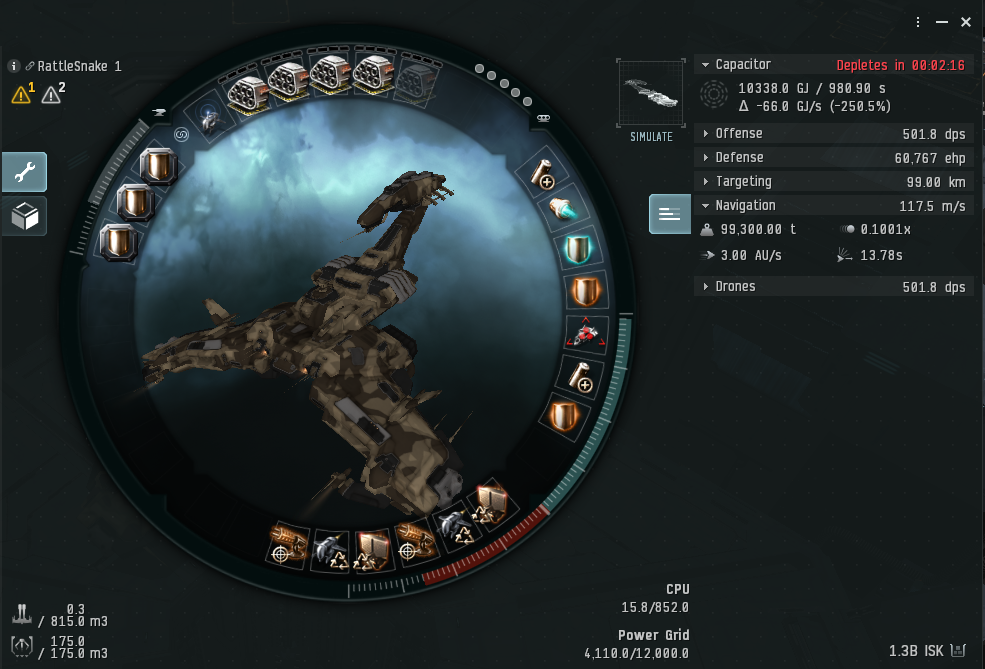 RattleSnake 1
1
2
SIMULATE
Capacitor Depletes in 00:02:16
10338.0 GJ / 980.90 s
Δ -66.0 GJ/s (-250.5%)
Offense 501.8 dps
Defense 60,767 ehp
Targeting 99.00 km
Navigation 117.5 m/s
99,300.00 t 0.1001x
3.00 AU/s 13.78s
Drones 501.8 dps
CPU
15.8/852.0
Power Grid
4,110.0/12,000.0
0.3
/ 815.0 m3
175.0
/ 175.0 m3
1.3B ISK